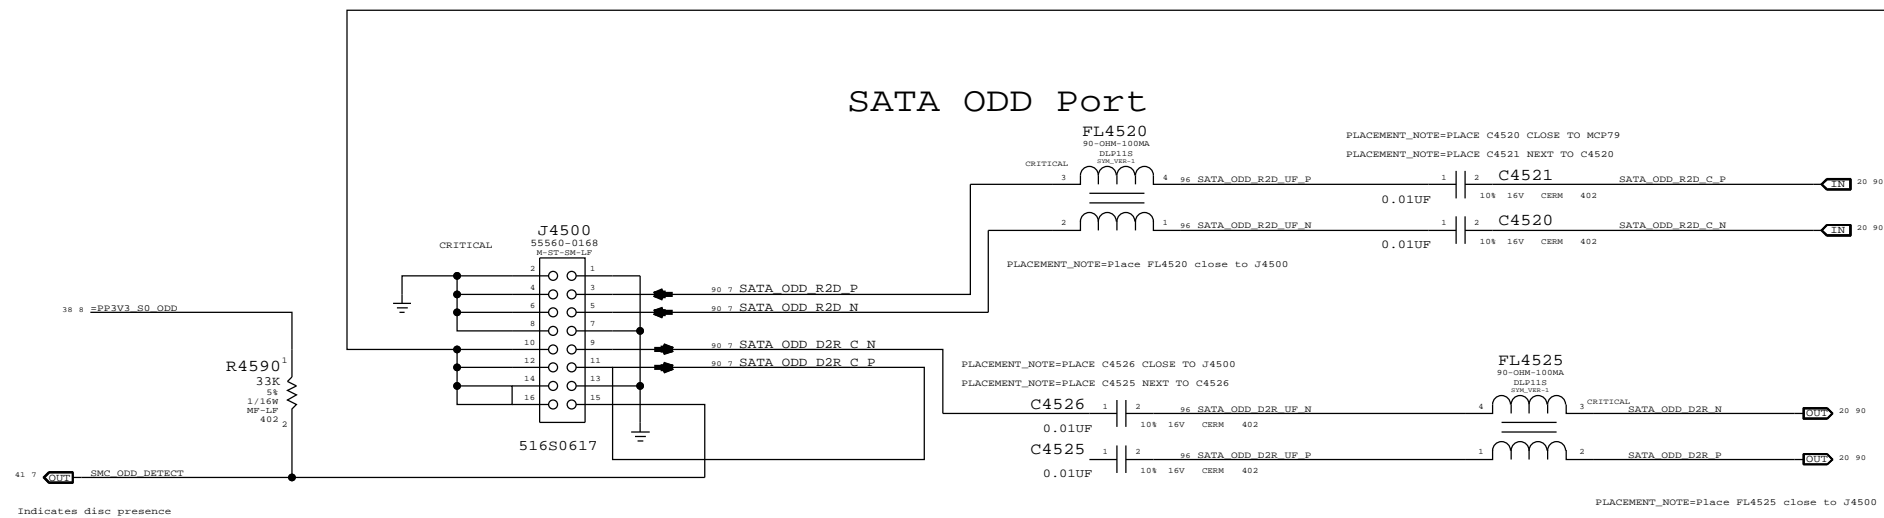 SATA ODD Port
FL4520
90-OHM-100MA
DLP11S
SYM_VER-1
CRITICAL
3
4
2
1
PLACEMENT_NOTE=PLACE C4520 CLOSE TO MCP79
PLACEMENT_NOTE=PLACE C4521 NEXT TO C4520
96 SATA_ODD_R2D_UF_P
1
2
C4521
0.01UF
10% 16V CERM 402
SATA_ODD_R2D_C_P
IN
20 90
96 SATA_ODD_R2D_UF_N
1
2
C4520
0.01UF
10% 16V CERM 402
SATA_ODD_R2D_C_N
IN
20 90
PLACEMENT_NOTE=Place FL4520 close to J4500
CRITICAL
J4500
55560-0168
M-ST-SM-LF
2
1
4
3
6
5
8
7
10
9
12
11
14
13
16
15
516S0617
90 7 SATA_ODD_R2D_P
90 7 SATA_ODD_R2D_N
90 7 SATA_ODD_D2R_C_N
90 7 SATA_ODD_D2R_C_P
38 8 =PP3V3_S0_ODD
R4590
1
33K
5%
1/16W
MF-LF
402
2
41 7
OUT
SMC_ODD_DETECT
Indicates disc presence
PLACEMENT_NOTE=PLACE C4526 CLOSE TO J4500
PLACEMENT_NOTE=PLACE C4525 NEXT TO C4526
C4526
1
2
0.01UF
10% 16V CERM 402
96 SATA_ODD_D2R_UF_N
C4525
1
2
0.01UF
10% 16V CERM 402
96 SATA_ODD_D2R_UF_P
FL4525
90-OHM-100MA
DLP11S
SYM_VER-1
4
3
CRITICAL
1
2
SATA_ODD_D2R_N
OUT
20 90
SATA_ODD_D2R_P
OUT
20 90
PLACEMENT_NOTE=Place FL4525 close to J4500